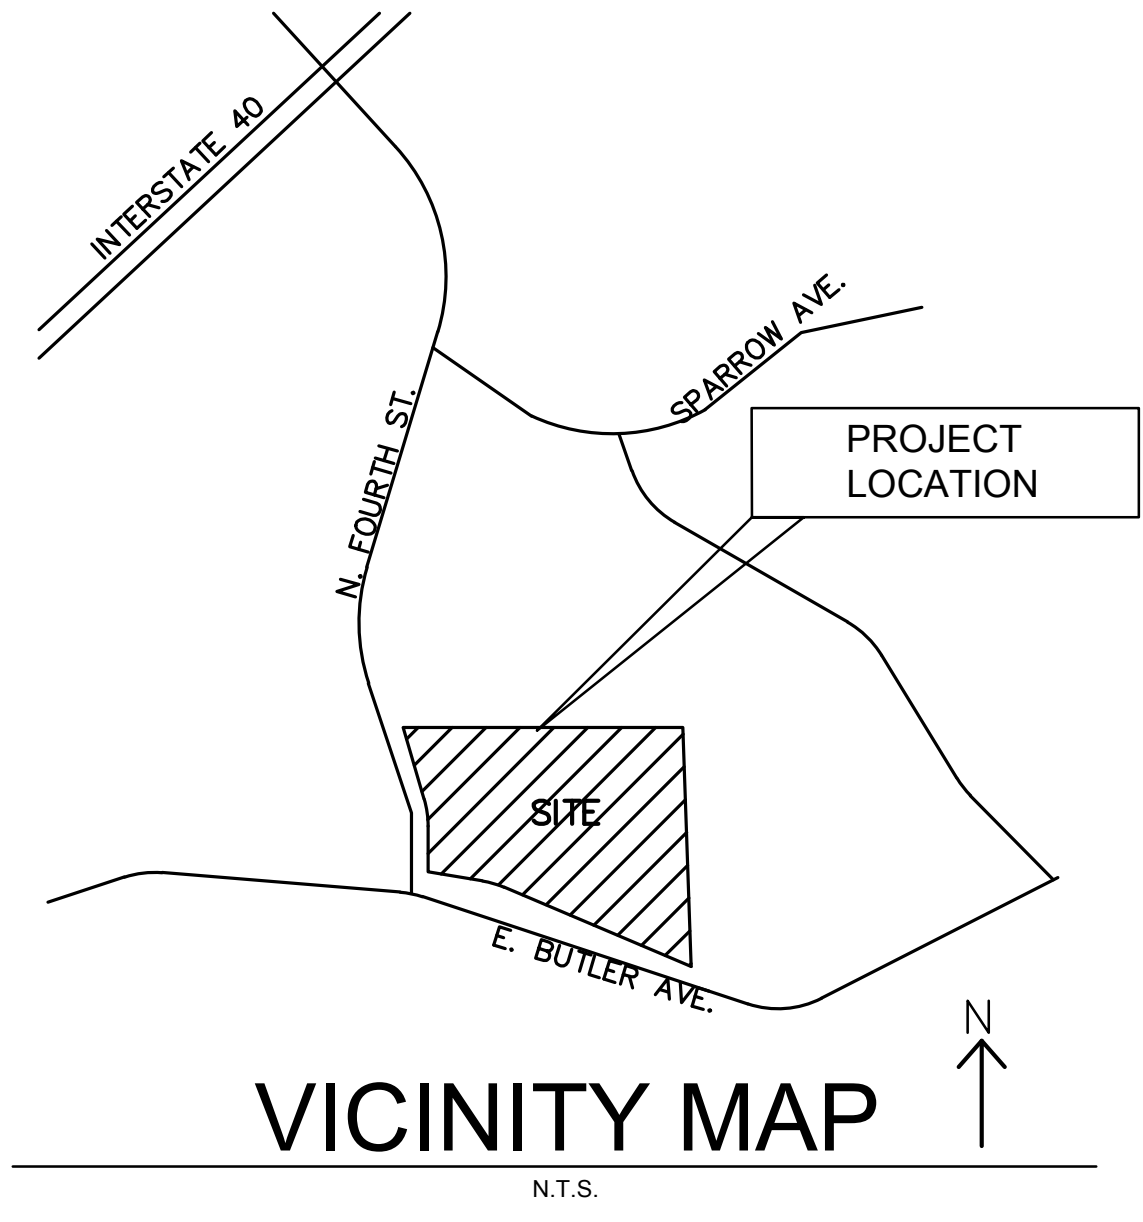 INTERSTATE 40
SPARROW AVE.
N. FOURTH ST.
PROJECT
LOCATION
SITE
E. BUTLER AVE.
N
VICINITY MAP
N.T.S.